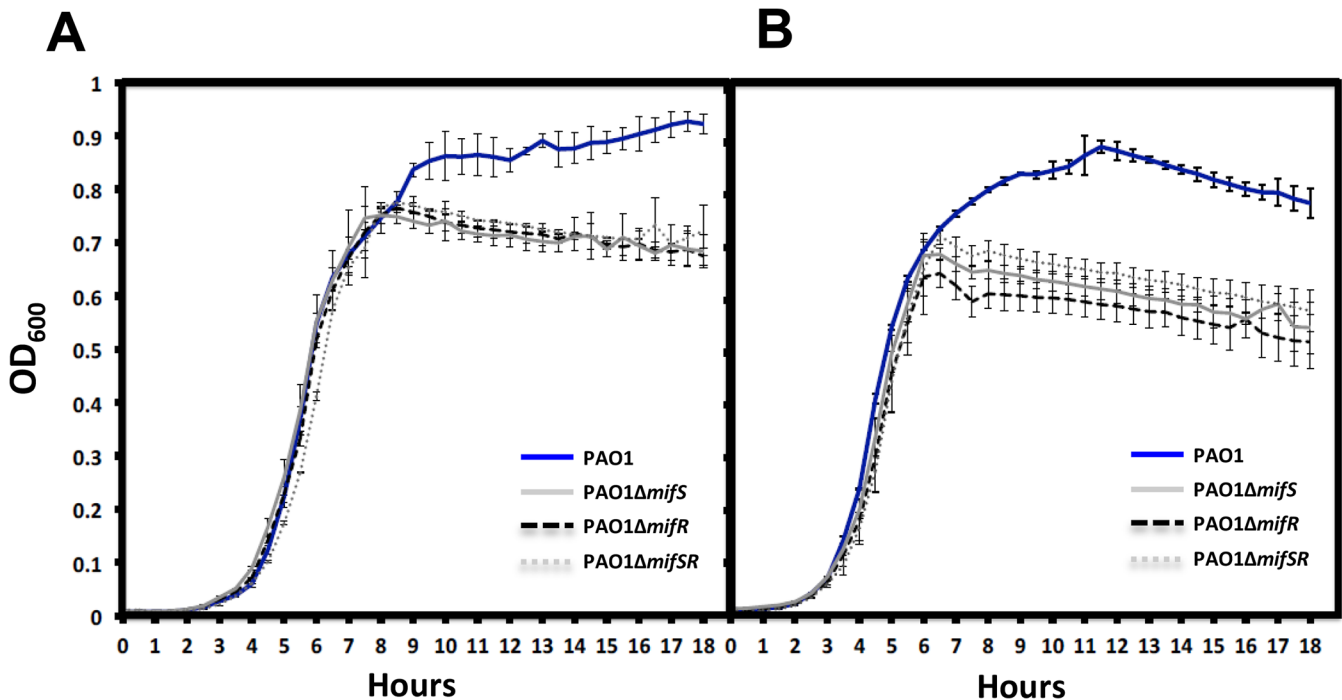 A
B
OD600
1
0.9
0.8
0.7
0.6
0.5
0.4
0.3
0.2
0.1
0
PAO1
PAO1ΔmifS
PAO1ΔmifR
PAO1ΔmifSR
PAO1
PAO1ΔmifS
PAO1ΔmifR
PAO1ΔmifSR
0 1 2 3 4 5 6 7 8 9 10 11 12 13 14 15 16 17 18
0 1 2 3 4 5 6 7 8 9 10 11 12 13 14 15 16 17 18
Hours
Hours